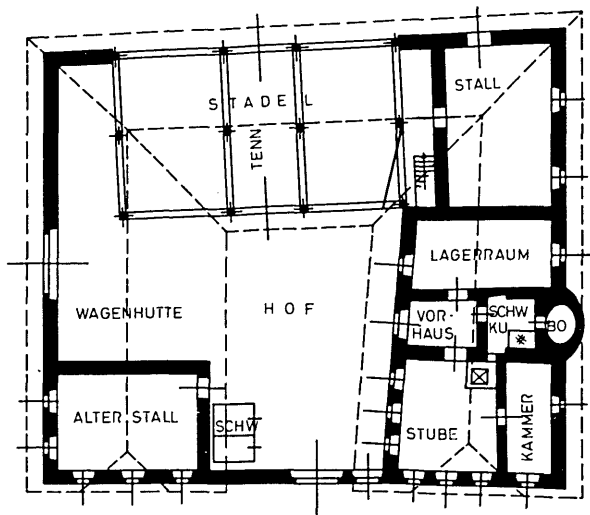 STADEL
STALL
TENN
LAGERRAUM
WAGENHUTTE
HOF
VOR-
HAUS
SCHW
KU
BO
ALTER STALL
SCHW
STUBE
KAMMER